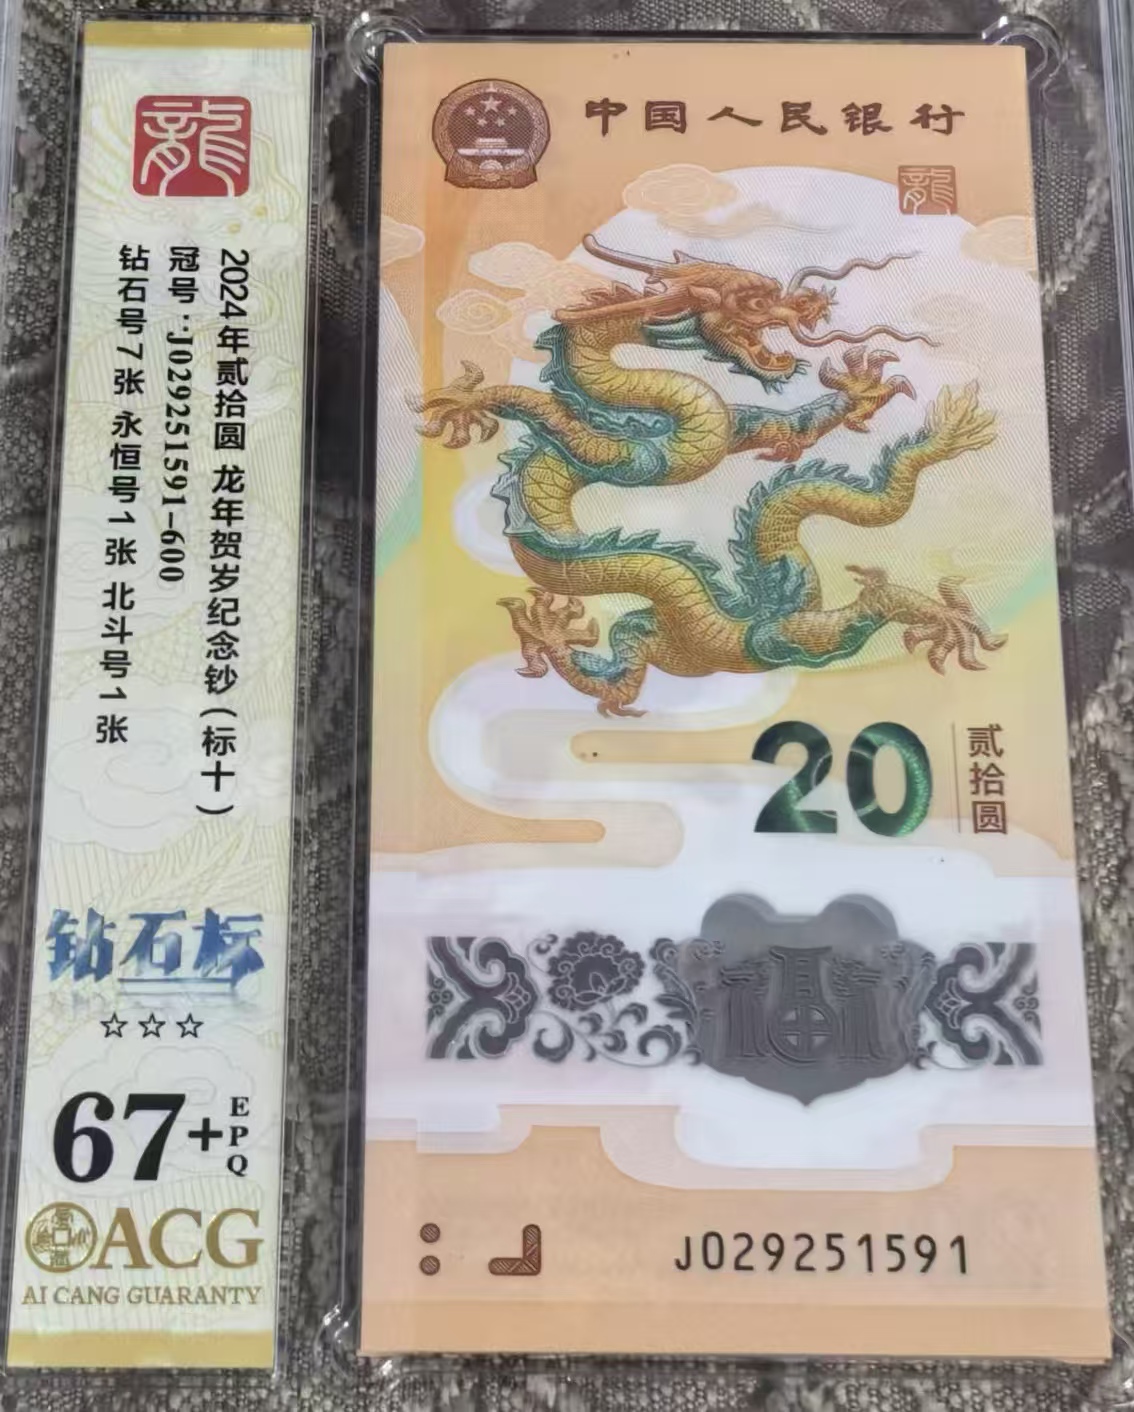 龍
2024年贰拾圆 龙年贺岁纪念钞(标十)
冠号:J029251591-600
钻石号7张 永恒号1张 北斗号1张
钻石标
☆☆☆
67+
EPQ
ACG
AI CANG GUARANTY
中国人民银行
龍
20
贰拾圆
福
J029251591